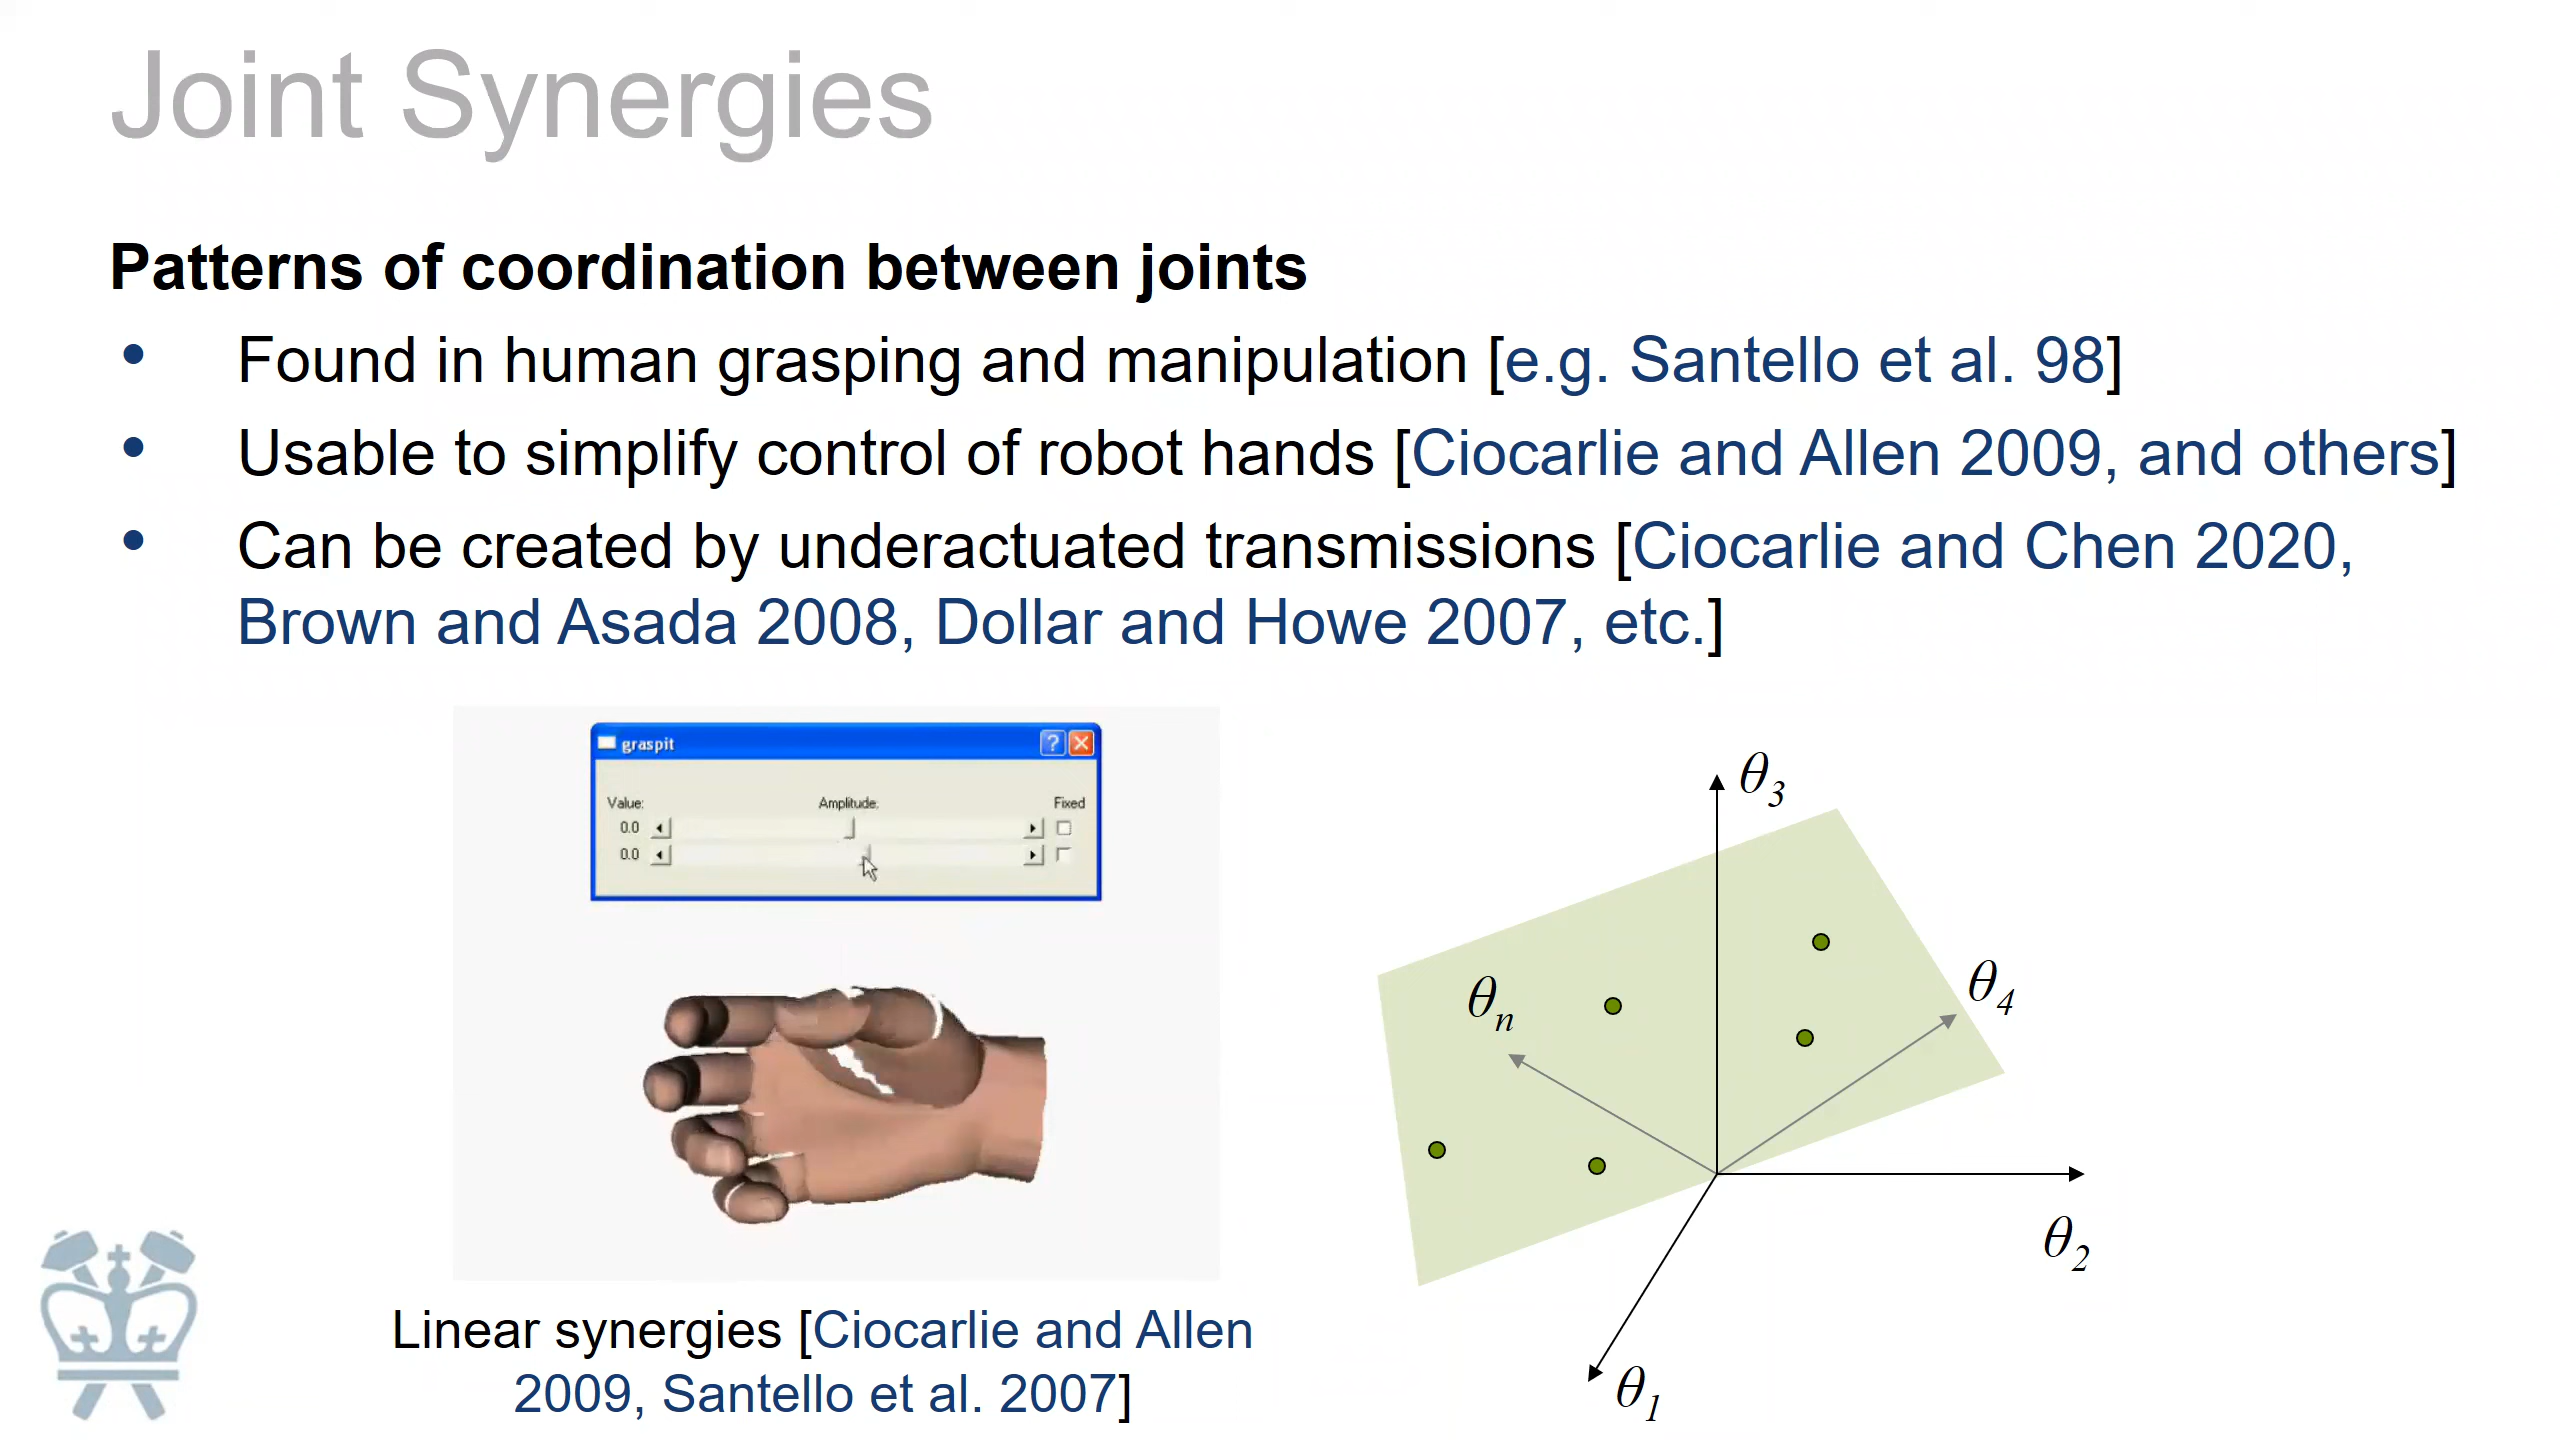 Joint Synergies
Patterns of coordination between joints
• Found in human grasping and manipulation [e.g. Santello et al. 98]
• Usable to simplify control of robot hands [Ciocarlie and Allen 2009, and others]
• Can be created by underactuated transmissions [Ciocarlie and Chen 2020,
Brown and Asada 2008, Dollar and Howe 2007, etc.]
graspit
Value: Amplitude: Fixed
0.0
0.0
Linear synergies [Ciocarlie and Allen
2009, Santello et al. 2007]
θ3
θ4
θn
θ2
θ1